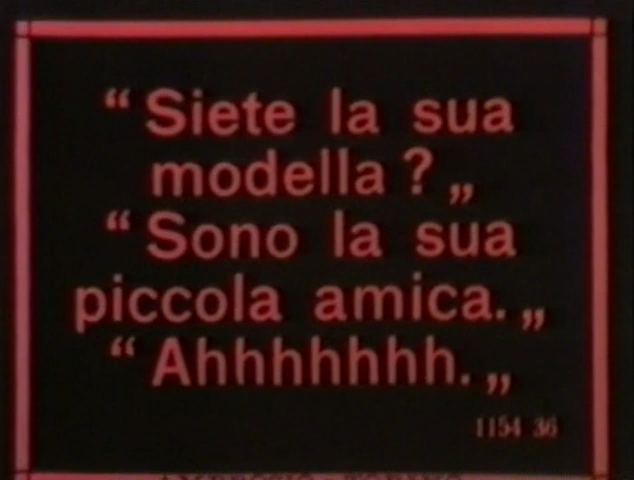 “ Siete la sua
modella ? „
“ Sono la sua
piccola amica. „
“ Ahhhhhhh. „
1154 36